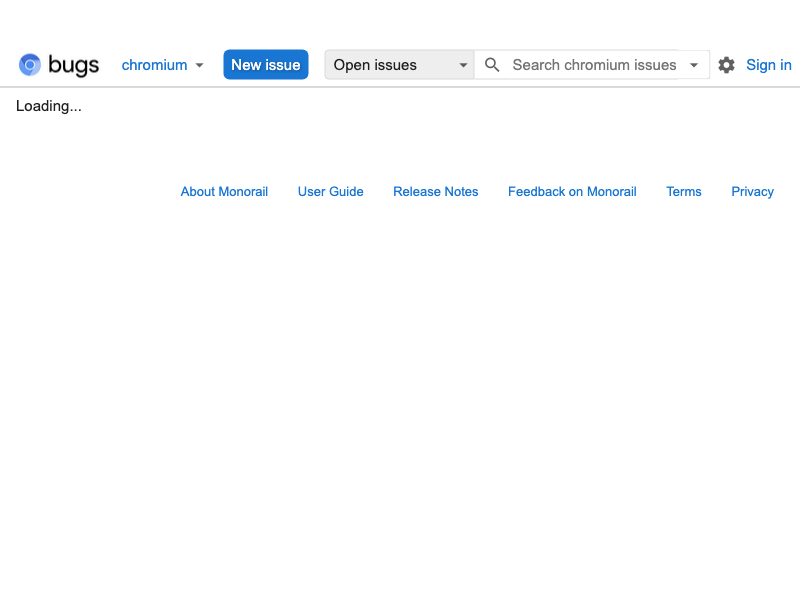 bugs chromium New issue Open issues Search chromium issues Sign in
Loading...
About Monorail User Guide Release Notes Feedback on Monorail Terms Privacy